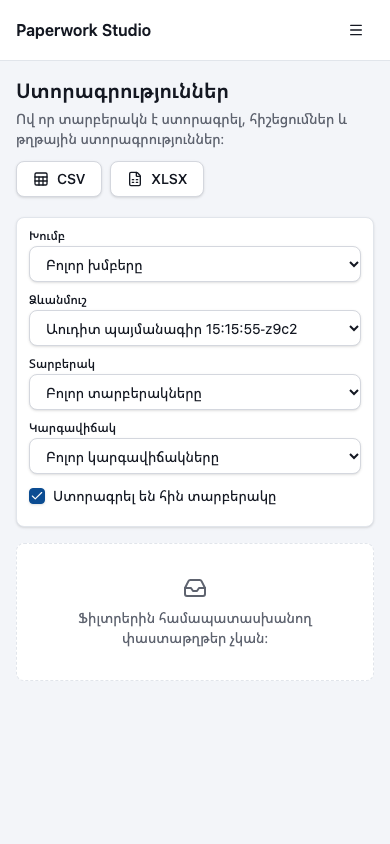 Paperwork Studio
Ստորագրություններ
Ով որ տարբերակն է ստորագրել, հիշեցումներ և
թղթային ստորագրություններ։
CSV
XLSX
Խումբ
Բոլոր խմբերը
Ձևանմուշ
Աուդիտ պայմանագիր 15:15:55-z9c2
Տարբերակ
Բոլոր տարբերակները
Կարգավիճակ
Բոլոր կարգավիճակները
Ստորագրել են հին տարբերակը
Ֆիլտրերին համապատասխանող
փաստաթղթեր չկան։